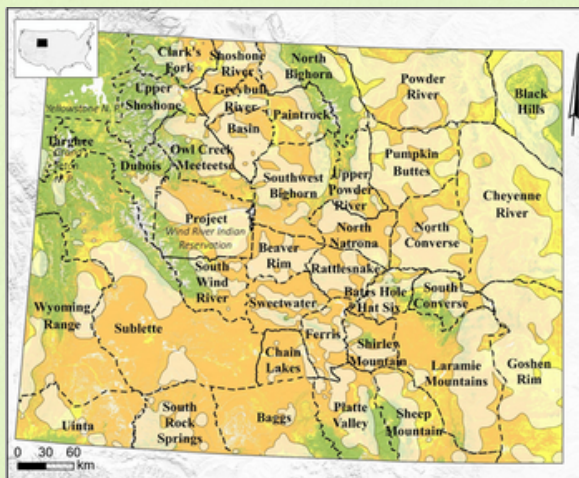 Clark's
Fork
Shoshone
River
North
Bighorn
Powder
River
Black
Hills
Upper
Shoshone
Greybull
River
Yellowstone N. P.
Basin
Paintrock
Targhee
Grand
Teton
Dubois
Owl Creek
Meeteetse
Pumpkin
Buttes
Southwest
Bighorn
Upper
Powder
River
Cheyenne
River
Project
Wind River Indian
Reservation
North
Natrona
North
Converse
Beaver
Rim
Rattlesnake
South
Wind
River
Bates Hole
Hat Six
South
Converse
Wyoming
Range
Sublette
Sweetwater
Ferris
Shirley
Mountain
Chain
Lakes
Laramie
Mountains
Goshen
Rim
Uinta
South
Rock
Springs
Baggs
Platte
Valley
Sheep
Mountain
0 30 60
km